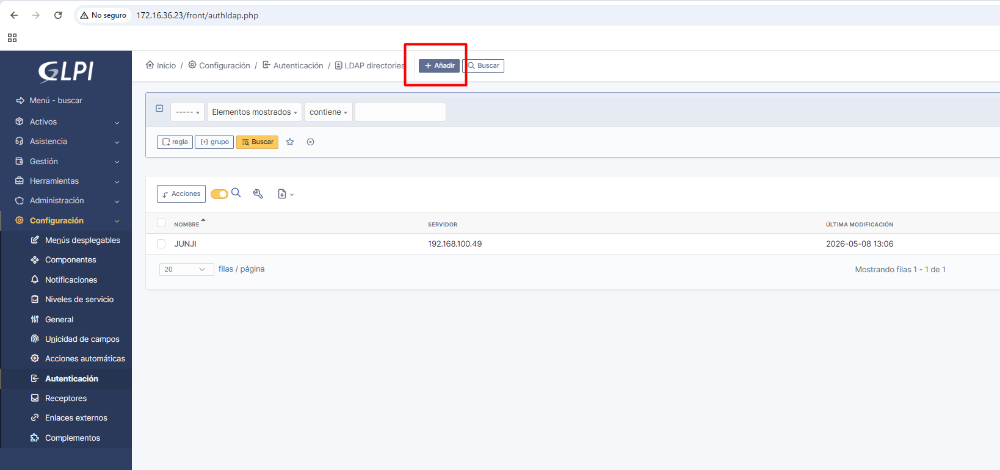 No seguro 172.16.36.23/front/authldap.php
GLPI
Inicio / Configuración / Autenticación / LDAP directories
+ Añadir
Buscar
Menú - buscar
Activos
Asistencia
Gestión
Herramientas
Administración
Configuración
Menús desplegables
Componentes
Notificaciones
Niveles de servicio
General
Unicidad de campos
Acciones automáticas
Autenticación
Receptores
Enlaces externos
Complementos
----- Elementos mostrados contiene
regla (+) grupo Buscar
Acciones
NOMBRE SERVIDOR ÚLTIMA MODIFICACIÓN
JUNJI 192.168.100.49 2026-05-08 13:06
20 filas / página Mostrando filas 1 - 1 de 1